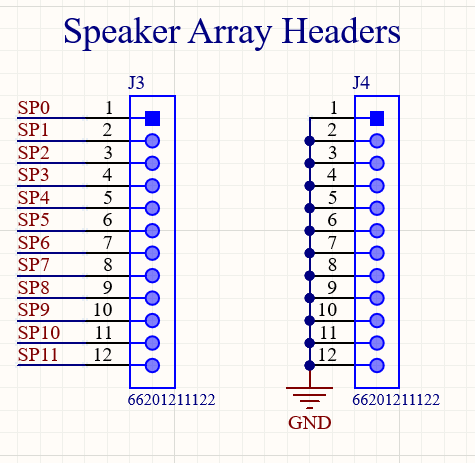 Speaker Array Headers
J3
SP0 1
SP1 2
SP2 3
SP3 4
SP4 5
SP5 6
SP6 7
SP7 8
SP8 9
SP9 10
SP10 11
SP11 12
66201211122
J4
1
2
3
4
5
6
7
8
9
10
11
12
66201211122
GND